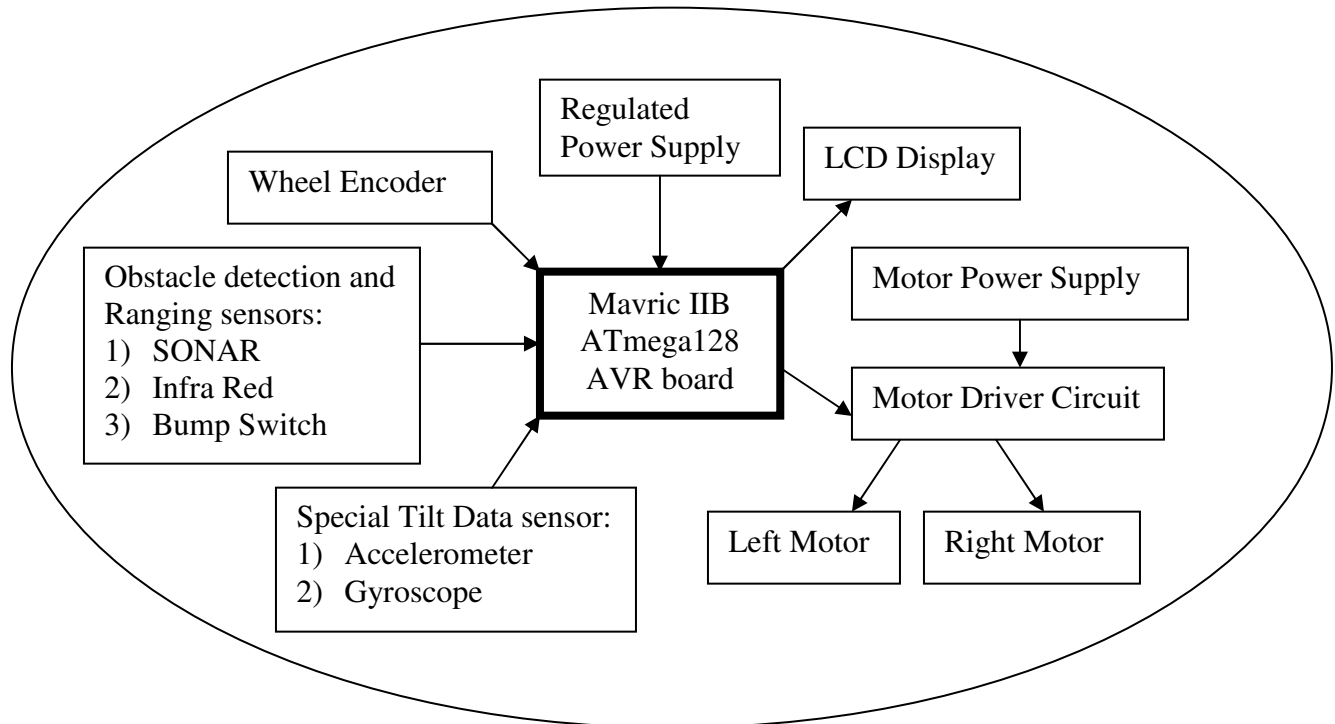 Regulated
Power Supply
LCD Display
Wheel Encoder
Obstacle detection and
Ranging sensors:
1) SONAR
2) Infra Red
3) Bump Switch
Mavric IIB
ATmega128
AVR board
Motor Power Supply
Motor Driver Circuit
Special Tilt Data sensor:
1) Accelerometer
2) Gyroscope
Left Motor
Right Motor